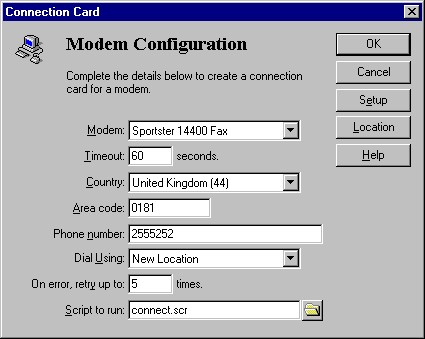 Connection Card
Modem Configuration
Complete the details below to create a connection
card for a modem.
Modem: Sportster 14400 Fax
Timeout: 60 seconds.
Country: United Kingdom (44)
Area code: 0181
Phone number: 2555252
Dial Using: New Location
On error, retry up to: 5 times.
Script to run: connect.scr
OK
Cancel
Setup
Location
Help